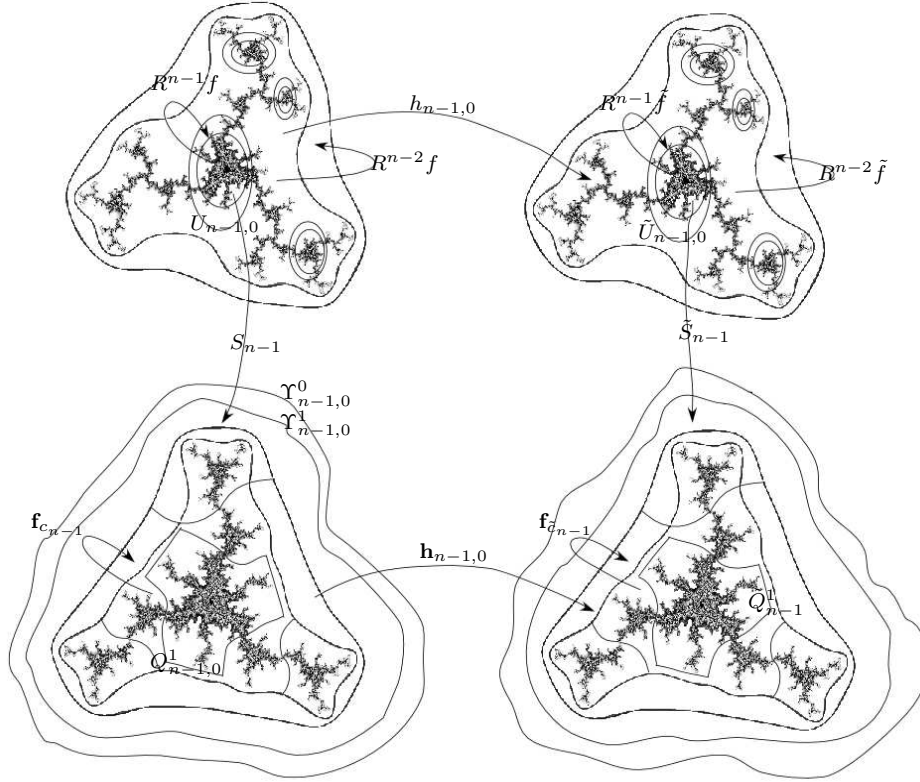 R^{n-1}f
h_{n-1,0}
R^{n-1}\tilde{f}
R^{n-2}f
R^{n-2}\tilde{f}
U_{n-1,0}
\tilde{U}_{n-1,0}
S_{n-1}
\tilde{S}_{n-1}
Υ^0_{n-1,0}
Υ^1_{n-1,0}
\mathbf{f}_{c_{n-1}}
\mathbf{h}_{n-1,0}
\mathbf{f}_{\tilde{c}_{n-1}}
Q^1_{n-1,0}
\tilde{Q}^1_{n-1}